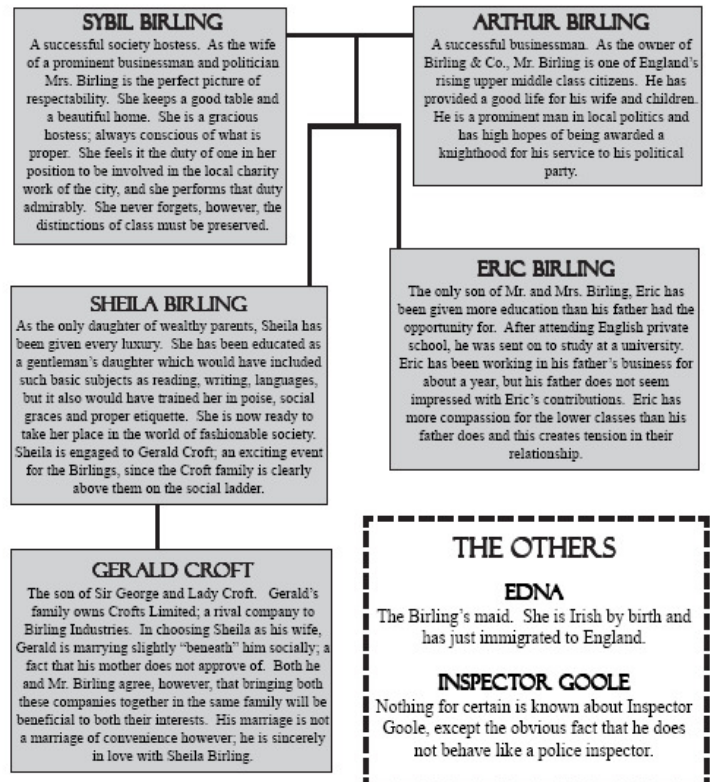 SYBIL BIRLING
A successful society hostess. As the wife
of a prominent businessman and politician
Mrs. Birling is the perfect picture of
respectability. She keeps a good table and
a beautiful home. She is a gracious
hostess; always conscious of what is
proper. She feels it the duty of one in her
position to be involved in the local charity
work of the city, and she performs that duty
admirably. She never forgets, however, the
distinctions of class must be preserved.
ARTHUR BIRLING
A successful businessman. As the owner of
Birling & Co., Mr. Birling is one of England's
rising upper middle class citizens. He has
provided a good life for his wife and children.
He is a prominent man in local politics and
has high hopes of being awarded a
knighthood for his service to his political
party.
SHEILA BIRLING
As the only daughter of wealthy parents, Sheila has
been given every luxury. She has been educated as
a gentleman's daughter which would have included
such basic subjects as reading, writing, languages,
but it also would have trained her in poise, social
graces and proper etiquette. She is now ready to
take her place in the world of fashionable society.
Sheila is engaged to Gerald Croft; an exciting event
for the Birlings, since the Croft family is clearly
above them on the social ladder.
ERIC BIRLING
The only son of Mr. and Mrs. Birling, Eric has
been given more education than his father had the
opportunity for. After attending English private
school, he was sent on to study at a university.
Eric has been working in his father's business for
about a year, but his father does not seem
impressed with Eric's contributions. Eric has
more compassion for the lower classes than his
father does and this creates tension in their
relationship.
GERALD CROFT
The son of Sir George and Lady Croft. Gerald's
family owns Crofts Limited; a rival company to
Birling Industries. In choosing Sheila as his wife,
Gerald is marrying slightly "beneath" him socially; a
fact that his mother does not approve of. Both he
and Mr. Birling agree, however, that bringing both
these companies together in the same family will be
beneficial to both their interests. His marriage is not
a marriage of convenience however; he is sincerely
in love with Sheila Birling.
THE OTHERS
EDNA
The Birling's maid. She is Irish by birth and
has just immigrated to England.
INSPECTOR GOOLE
Nothing for certain is known about Inspector
Goole, except the obvious fact that he does
not behave like a police inspector.